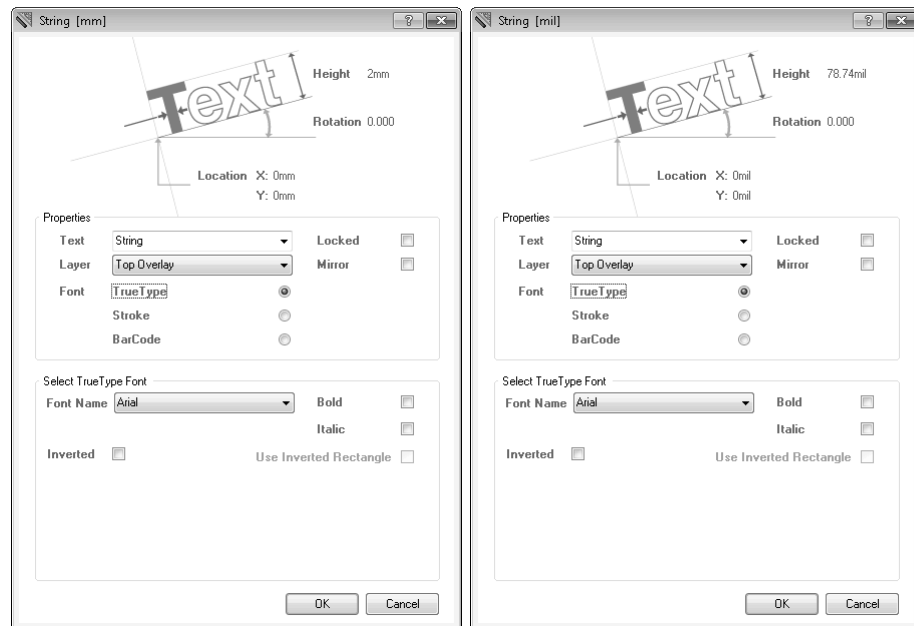 String [mm]
Text
Height 2mm
Rotation 0.000
Location X: 0mm
Y: 0mm
Properties
Text String Locked
Layer Top Overlay Mirror
Font TrueType
Stroke
BarCode
Select TrueType Font
Font Name Arial Bold
Italic
Inverted Use Inverted Rectangle
OK Cancel
String [mil]
Text
Height 78.74mil
Rotation 0.000
Location X: 0mil
Y: 0mil
Properties
Text String Locked
Layer Top Overlay Mirror
Font TrueType
Stroke
BarCode
Select TrueType Font
Font Name Arial Bold
Italic
Inverted Use Inverted Rectangle
OK Cancel